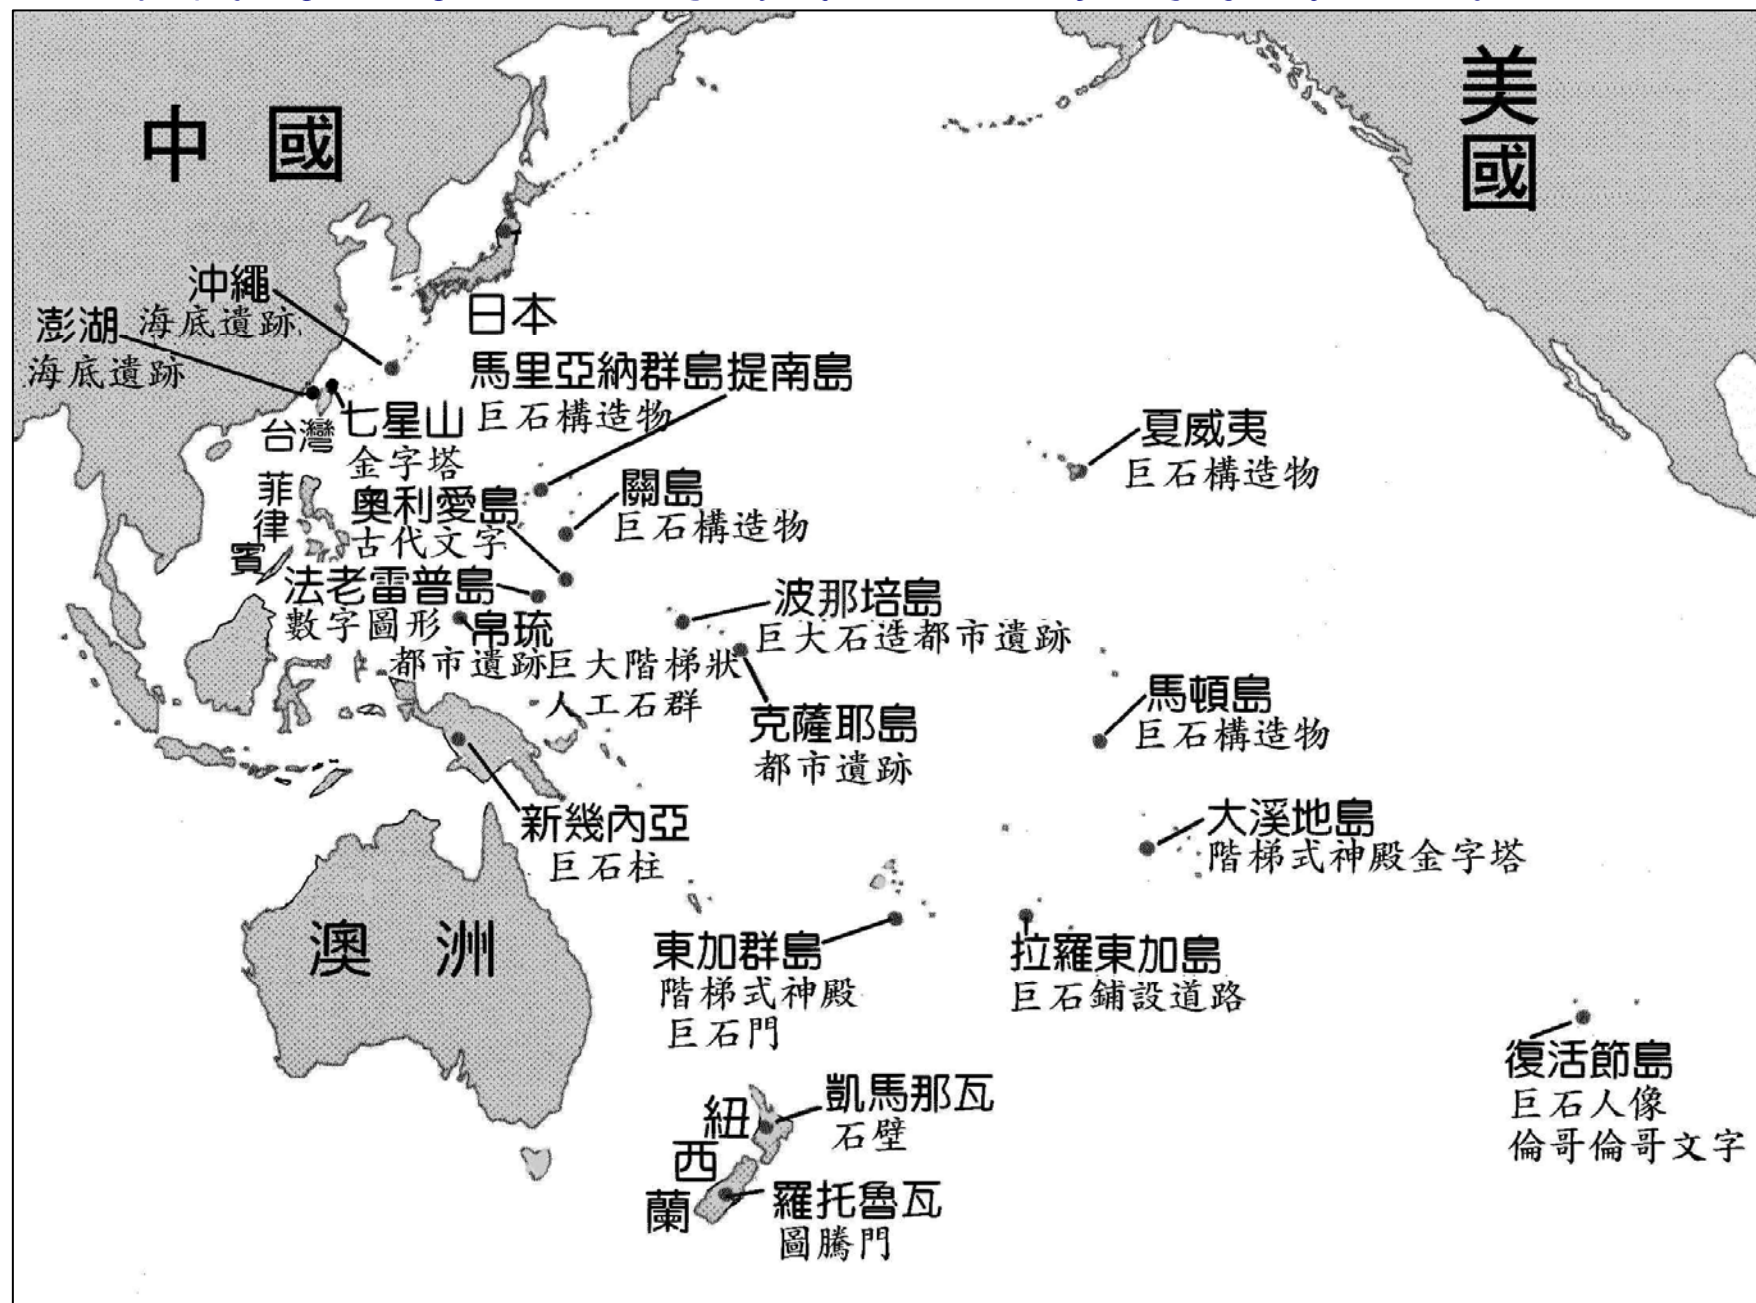 中國
美國
沖繩
海底遺跡
澎湖
海底遺跡
日本
馬里亞納群島提南島
巨石構造物
七星山
金字塔
台灣
夏威夷
巨石構造物
菲律賓
奧利愛島
古代文字
關島
巨石構造物
法老雷普島
數字圖形
帛琉
都市遺跡巨大階梯狀
人工石群
波那培島
巨大石造都市遺跡
克薩耶島
都市遺跡
馬頓島
巨石構造物
新幾內亞
巨石柱
大溪地島
階梯式神殿金字塔
澳洲
東加群島
階梯式神殿
巨石門
拉羅東加島
巨石鋪設道路
復活節島
巨石人像
倫哥倫哥文字
紐西蘭
凱馬那瓦
石壁
羅托魯瓦
圖騰門